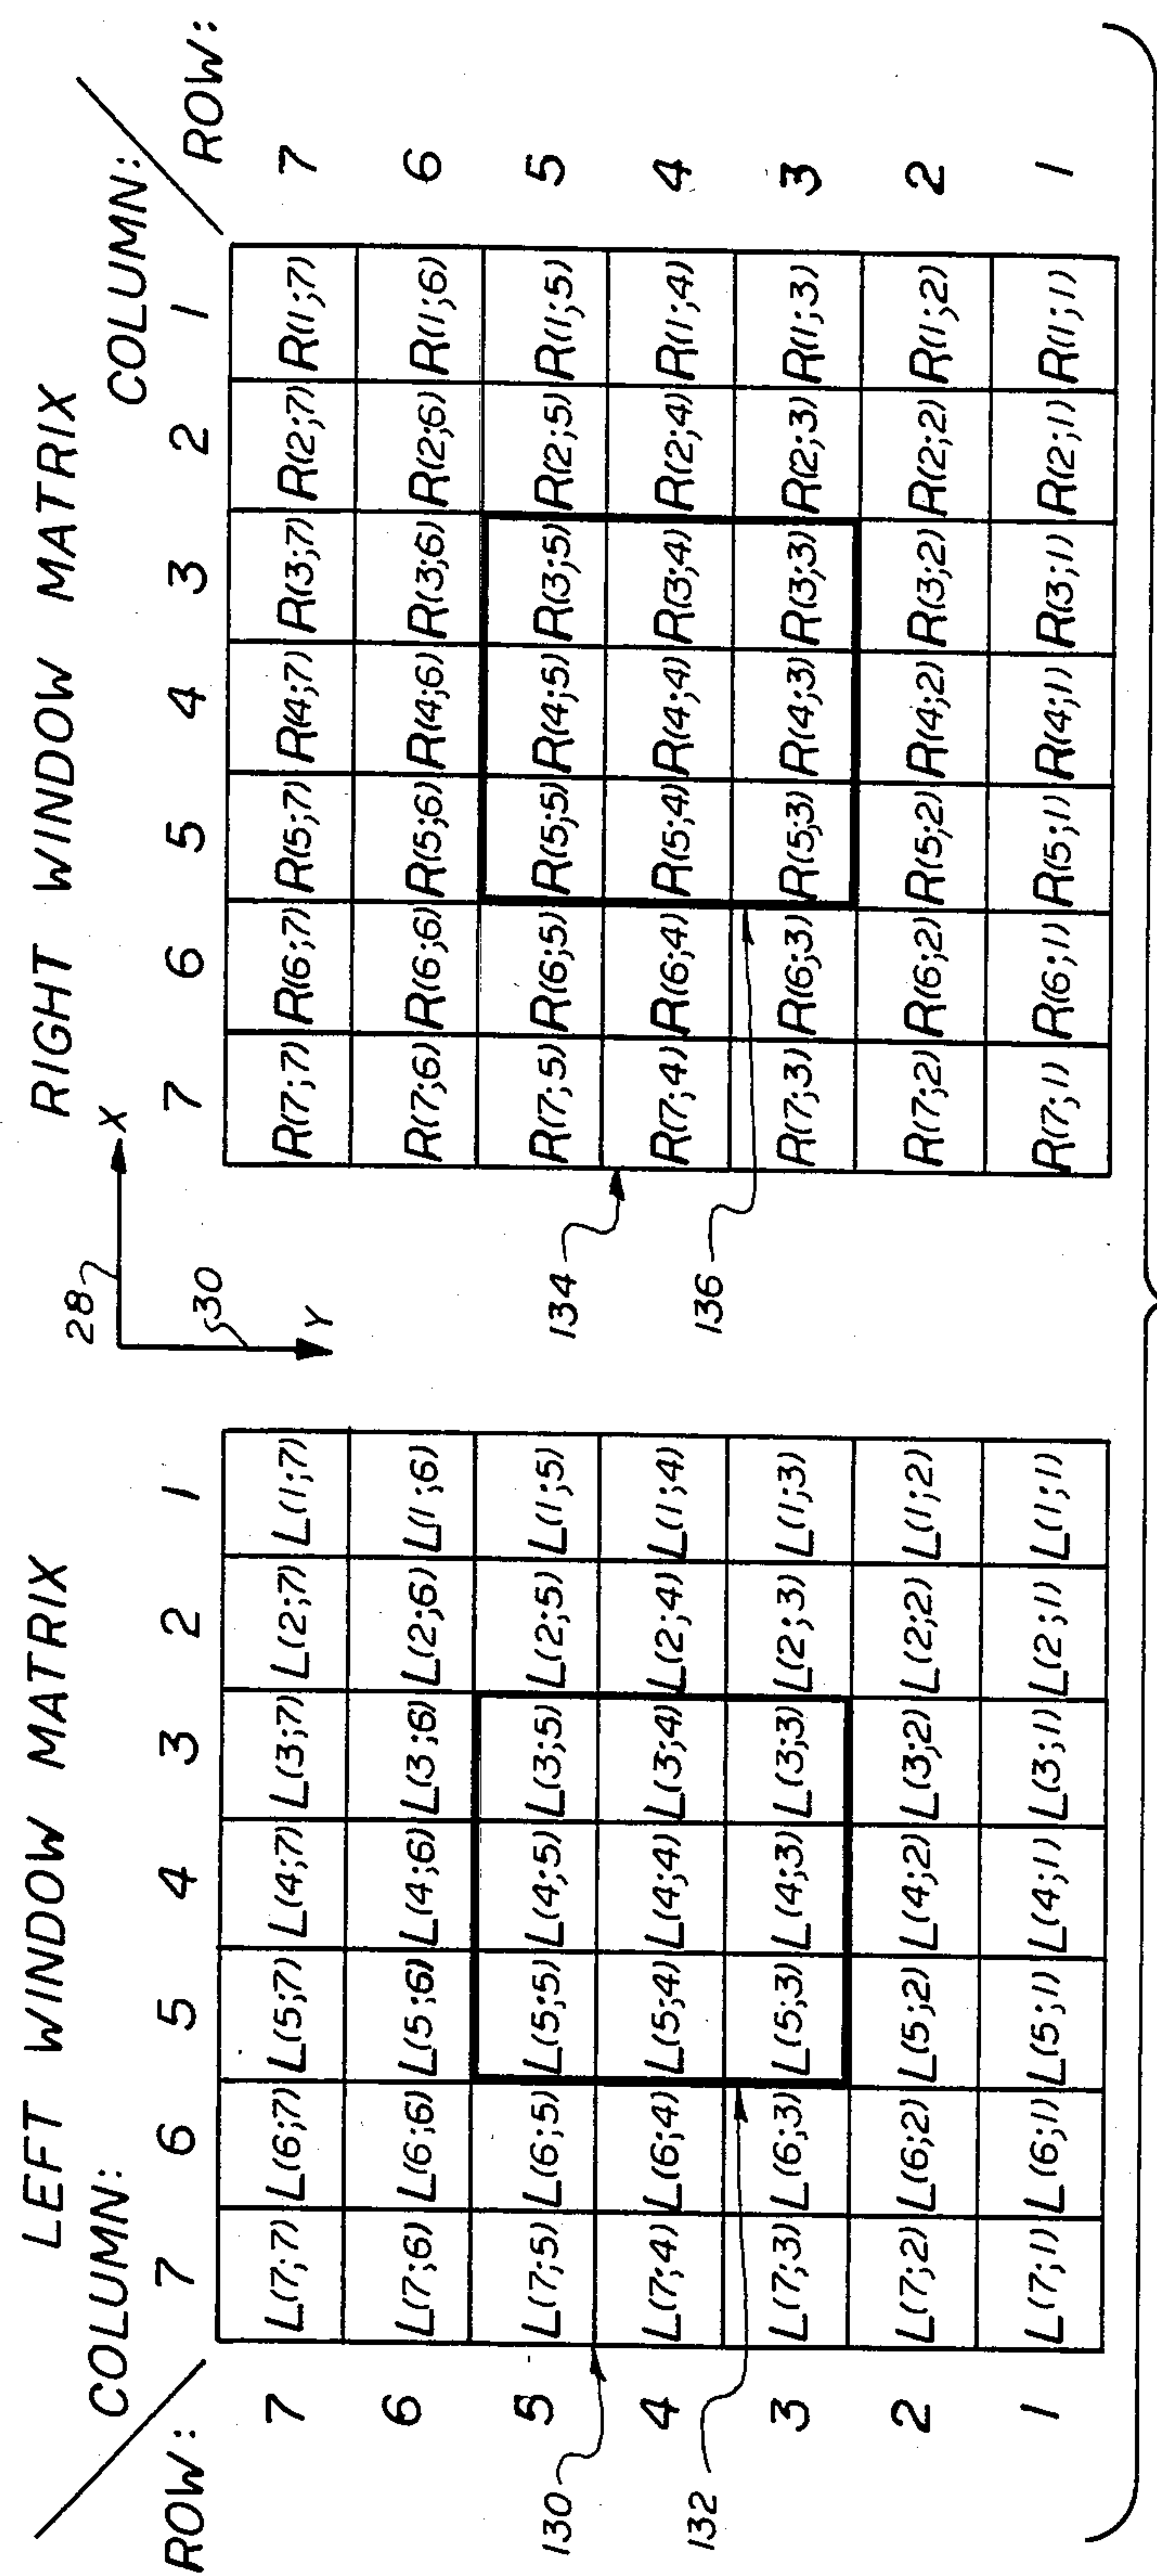 LEFT WINDOW MATRIX
COLUMN:
ROW:
7 6 5 4 3 2 1
7 L(7;7) L(6;7) L(5;7) L(4;7) L(3;7) L(2;7) L(1;7)
6 L(7;6) L(6;6) L(5;6) L(4;6) L(3;6) L(2;6) L(1;6)
5 L(7;5) L(6;5) L(5;5) L(4;5) L(3;5) L(2;5) L(1;5)
4 L(7;4) L(6;4) L(5;4) L(4;4) L(3;4) L(2;4) L(1;4)
3 L(7;3) L(6;3) L(5;3) L(4;3) L(3;3) L(2;3) L(1;3)
2 L(7;2) L(6;2) L(5;2) L(4;2) L(3;2) L(2;2) L(1;2)
1 L(7;1) L(6;1) L(5;1) L(4;1) L(3;1) L(2;1) L(1;1)
130
132
28
X
30
Y
RIGHT WINDOW MATRIX
COLUMN:
ROW:
7 6 5 4 3 2 1
R(7;7) R(6;7) R(5;7) R(4;7) R(3;7) R(2;7) R(1;7) 7
R(7;6) R(6;6) R(5;6) R(4;6) R(3;6) R(2;6) R(1;6) 6
R(7;5) R(6;5) R(5;5) R(4;5) R(3;5) R(2;5) R(1;5) 5
R(7;4) R(6;4) R(5;4) R(4;4) R(3;4) R(2;4) R(1;4) 4
R(7;3) R(6;3) R(5;3) R(4;3) R(3;3) R(2;3) R(1;3) 3
R(7;2) R(6;2) R(5;2) R(4;2) R(3;2) R(2;2) R(1;2) 2
R(7;1) R(6;1) R(5;1) R(4;1) R(3;1) R(2;1) R(1;1) 1
134
136